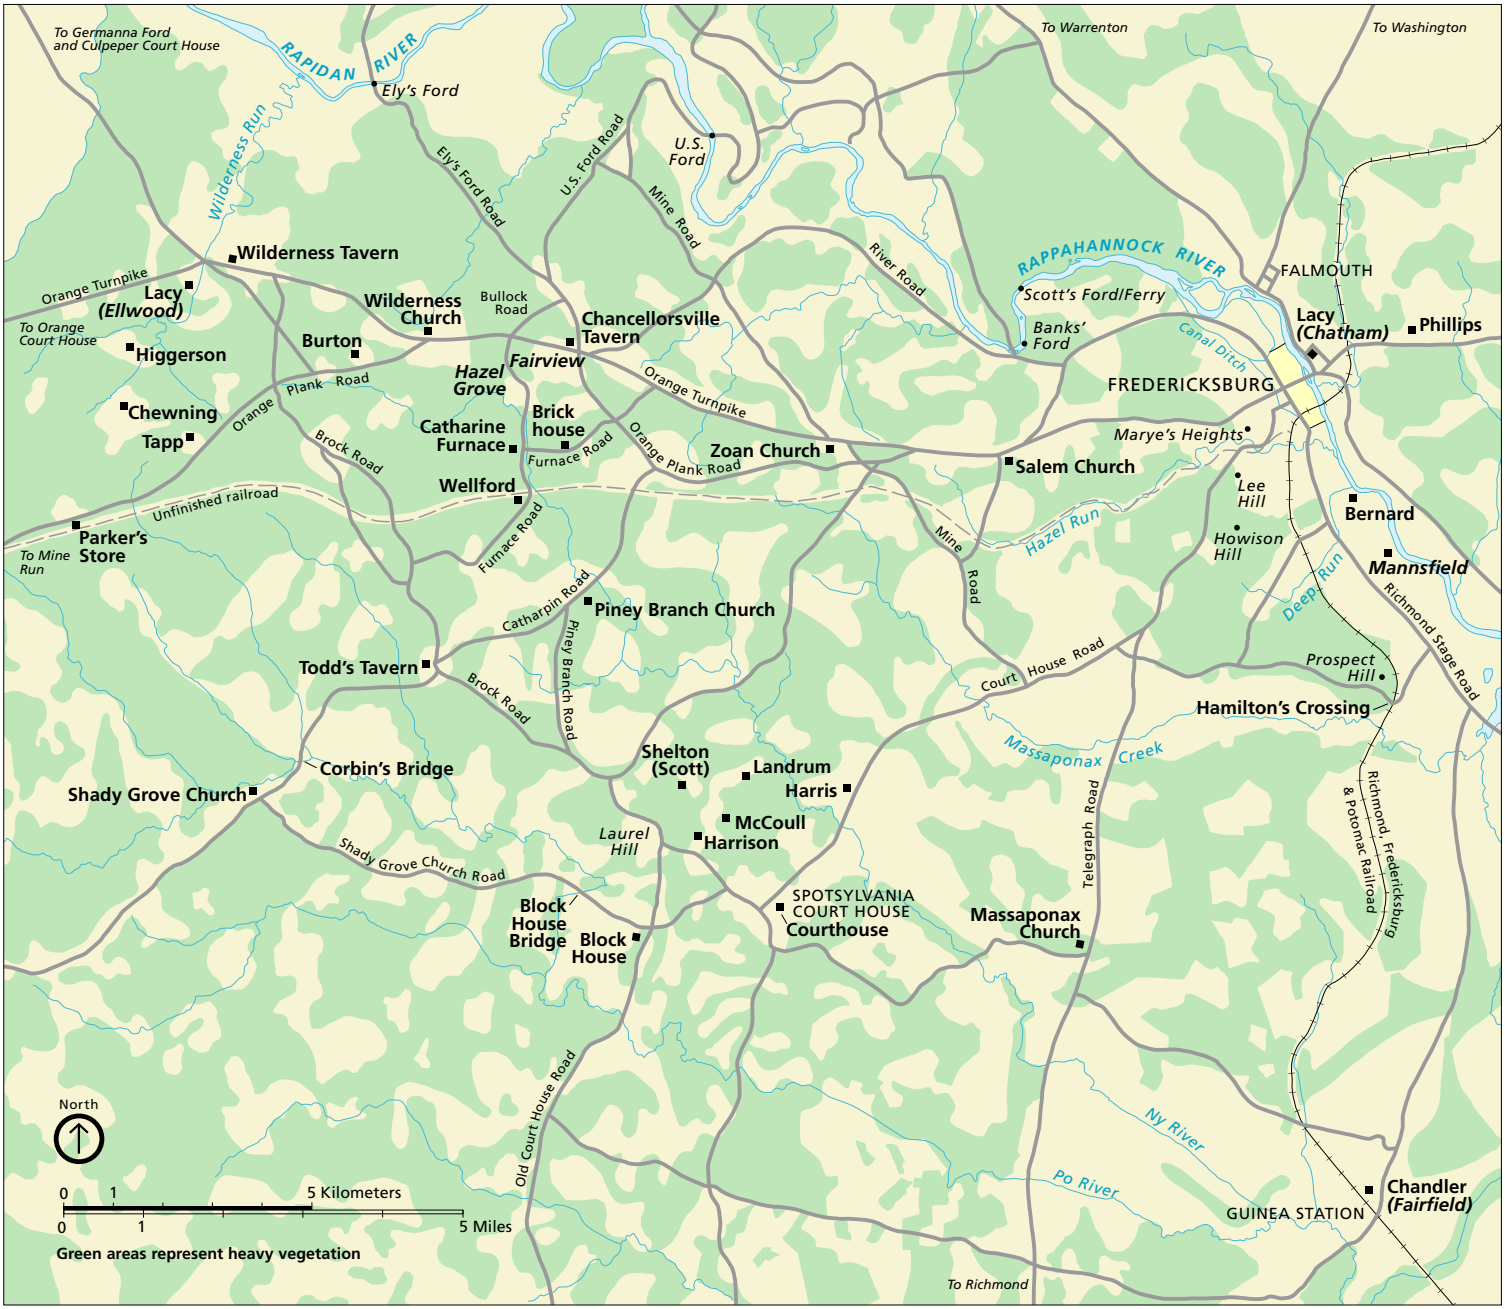 To Germanna Ford
and Culpeper Court House
RAPIDAN RIVER
Ely's Ford
To Warrenton
To Washington
Wilderness Run
Ely's Ford Road
U.S. Ford Road
U.S.
Ford
Mine Road
River Road
RAPPAHANNOCK RIVER
Wilderness Tavern
Orange Turnpike
Lacy
(Ellwood)
To Orange
Court House
Higgerson
Burton
Wilderness
Church
Bullock
Road
Chancellorsville
Tavern
Fairview
Hazel
Grove
Scott's Ford/Ferry
Banks'
Ford
FALMOUTH
Lacy
(Chatham)
Phillips
Canal Ditch
FREDERICKSBURG
Chewning
Tapp
Orange Plank Road
Brock Road
Catharine
Furnace
Brick
house
Furnace Road
Orange Turnpike
Orange Plank Road
Zoan Church
Marye's Heights
Salem Church
Lee
Hill
Wellford
Unfinished railroad
Parker's
Store
To Mine
Run
Furnace Road
Mine Road
Hazel Run
Howison
Hill
Bernard
Mannsfield
Deep Run
Richmond Stage Road
Catharpin Road
Piney Branch Church
Piney Branch Road
Todd's Tavern
Brock Road
Court House Road
Prospect
Hill
Hamilton's Crossing
Massaponax Creek
Corbin's Bridge
Shady Grove Church
Shelton
(Scott)
Landrum
Harris
McCoull
Harrison
Laurel
Hill
Telegraph Road
Richmond, Fredericksburg
& Potomac Railroad
Shady Grove Church Road
Block
House
Bridge
Block
House
SPOTSYLVANIA
COURT HOUSE
Courthouse
Massaponax
Church
Old Court House Road
Ny River
Po River
Chandler
(Fairfield)
GUINEA STATION
To Richmond
North
0 1 5 Kilometers
0 1 5 Miles
Green areas represent heavy vegetation